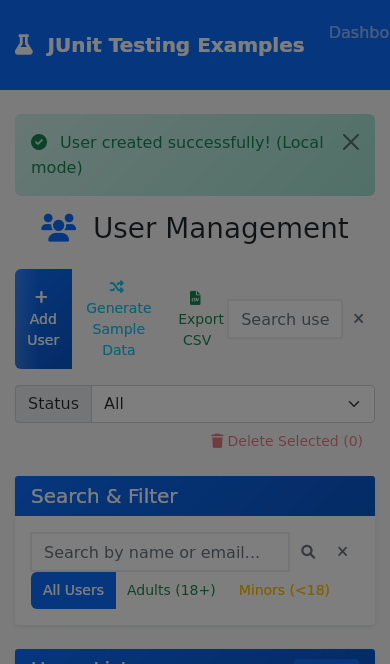 JUnit Testing Examples
Dashbo
User created successfully! (Local
mode)
User Management
Add
User
Generate
Sample
Data
Export
CSV
Search use
Status
All
Delete Selected (0)
Search & Filter
Search by name or email...
All Users
Adults (18+)
Minors (<18)